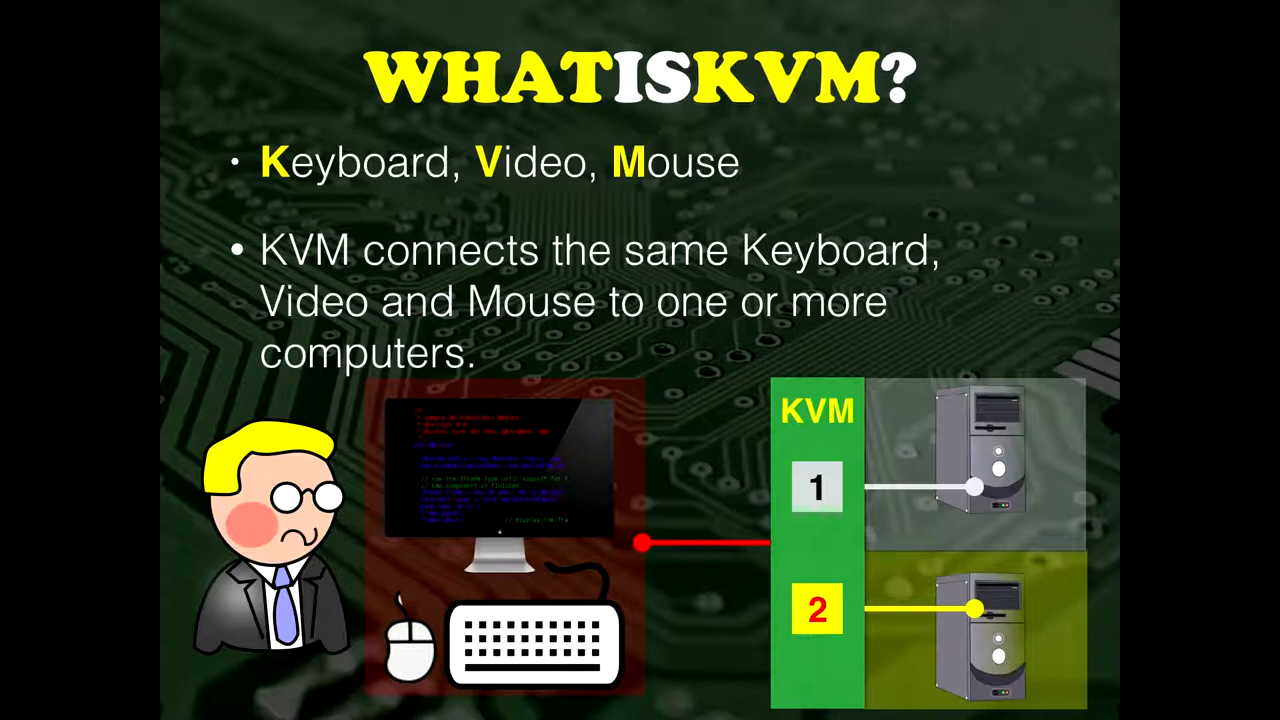 WHATISKVM?
• Keyboard, Video, Mouse
• KVM connects the same Keyboard,
Video and Mouse to one or more
computers.
KVM
1
2